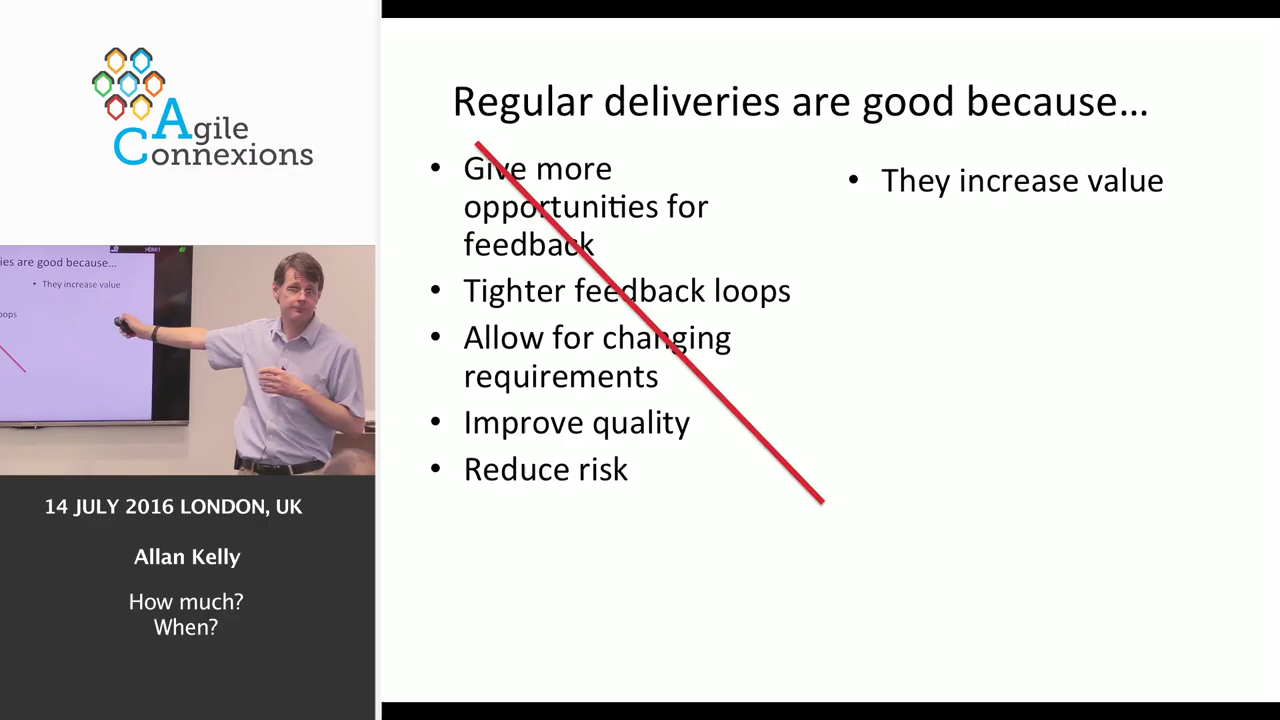 Agile
Connexions
HDMI1
ies are good because...
• They increase value
oops
14 JULY 2016 LONDON, UK
Allan Kelly
How much?
When?
Regular deliveries are good because...
• Give more
opportunities for
feedback
• Tighter feedback loops
• Allow for changing
requirements
• Improve quality
• Reduce risk
• They increase value